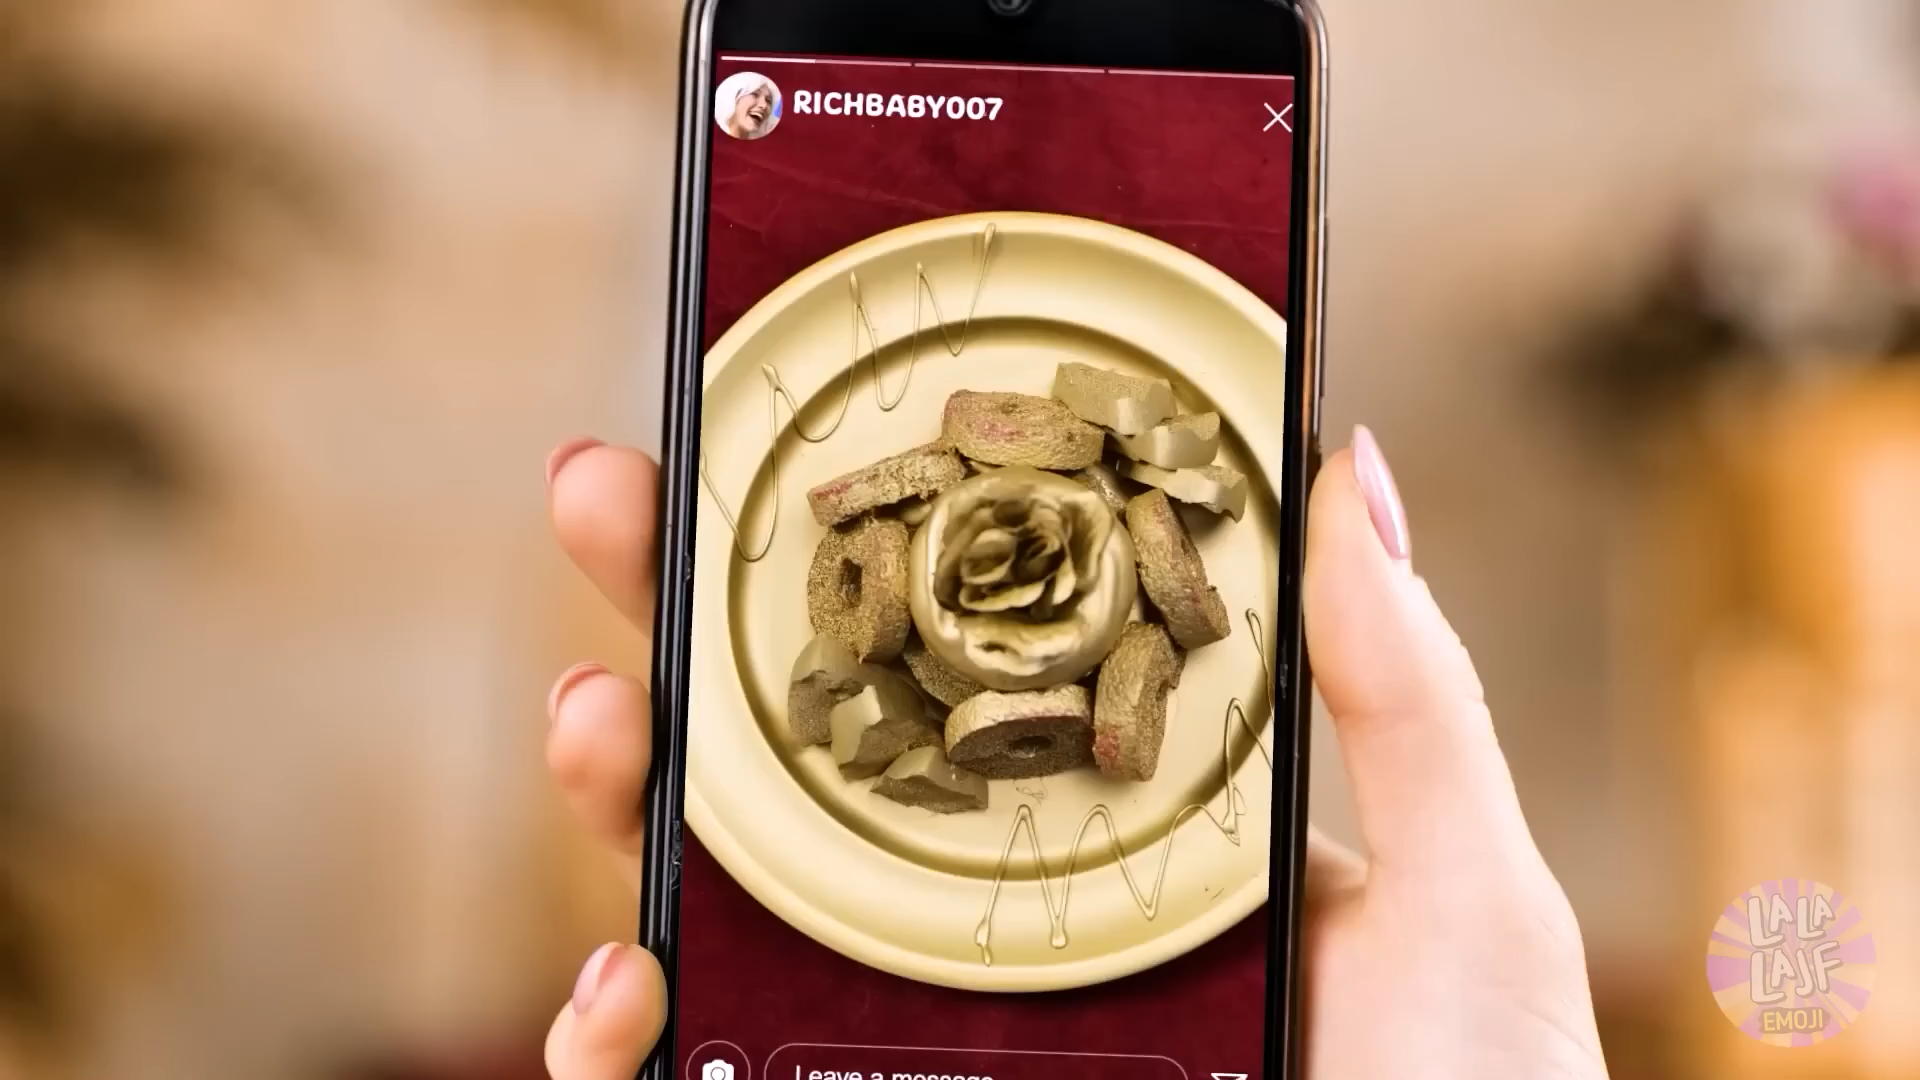 RICHBABY007
Leave a message
LA LA
LAJF
EMOJI